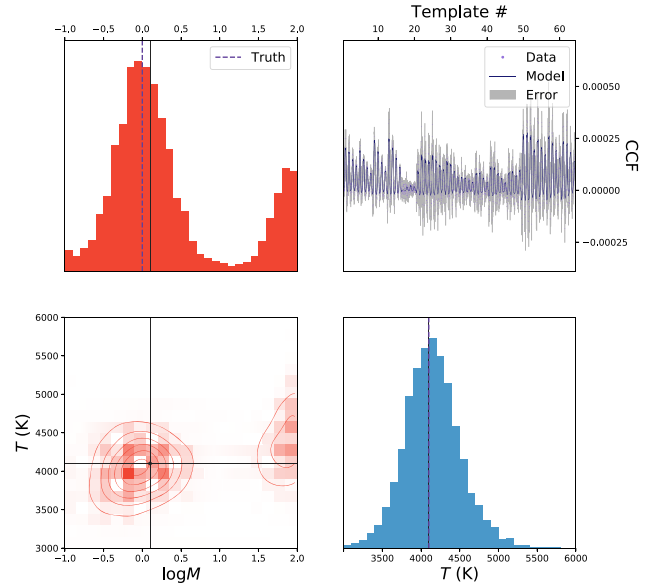 Template #
−1.0 −0.5 0.0 0.5 1.0 1.5 2.0
10 20 30 40 50 60
Truth
Data
Model
Error
0.00050
0.00025
0.00000
−0.00025
CCF
6000
5500
5000
4500
4000
3500
3000
T (K)
−1.0 −0.5 0.0 0.5 1.0 1.5 2.0
logM
3000 4000 5000 6000
T (K)